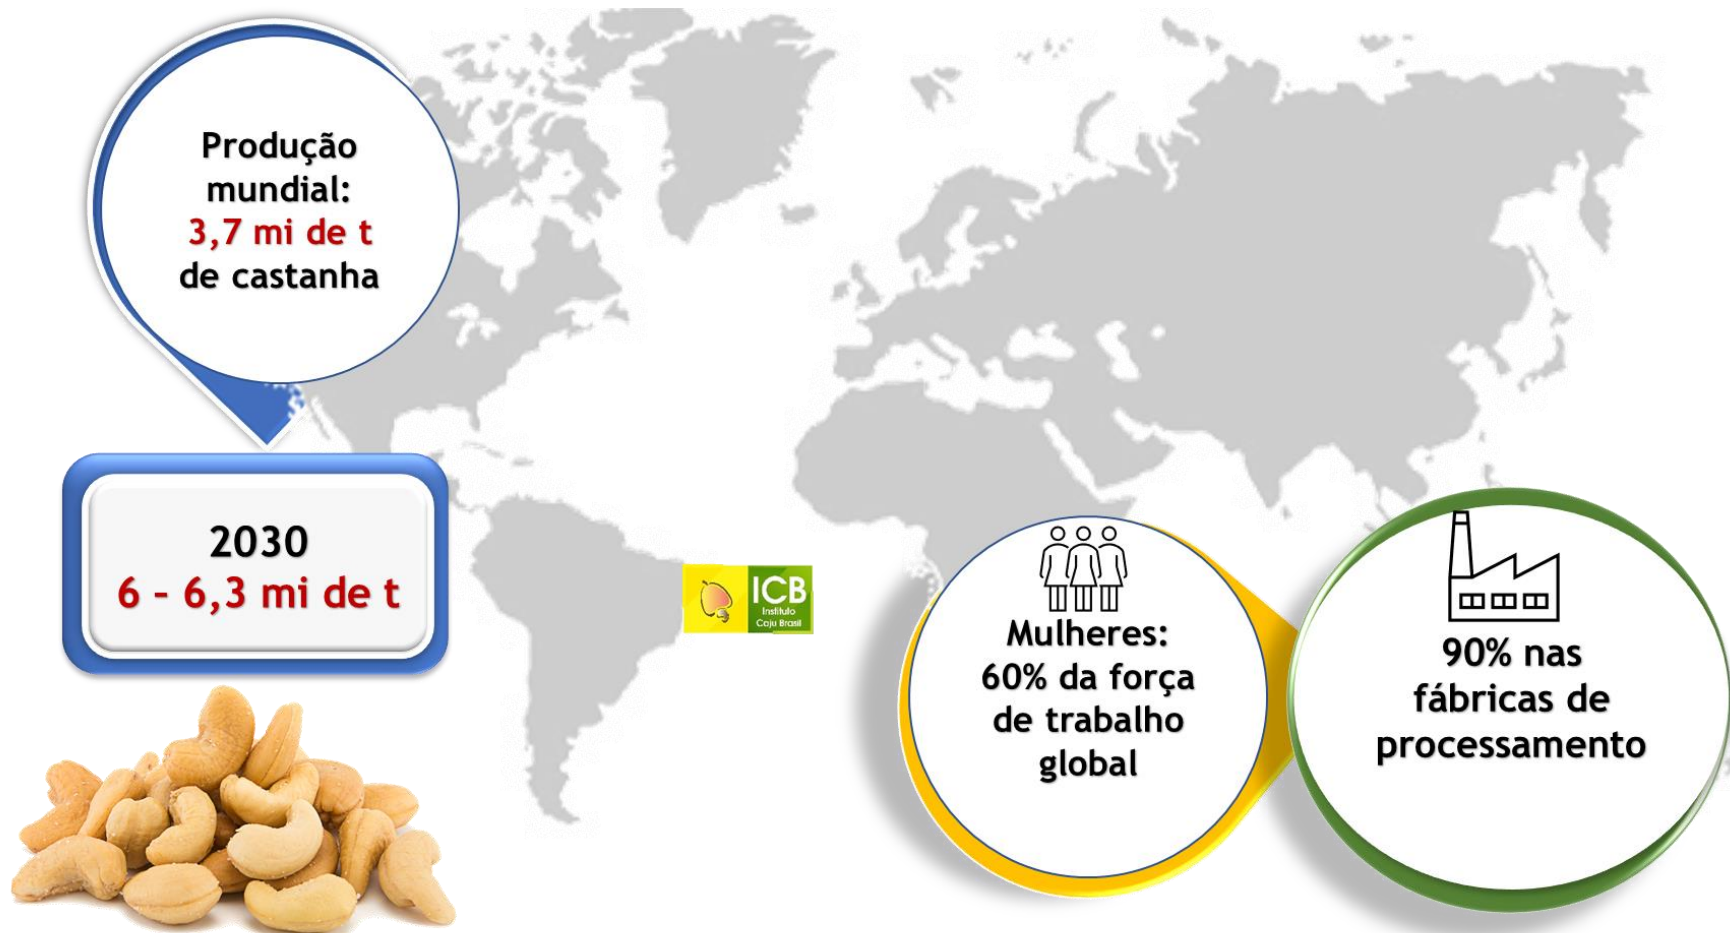 Produção
mundial:
3,7 mi de t
de castanha
2030
6 – 6,3 mi de t
ICB
Instituto
Caju Brasil
Mulheres:
60% da força
de trabalho
global
90% nas
fábricas de
processamento